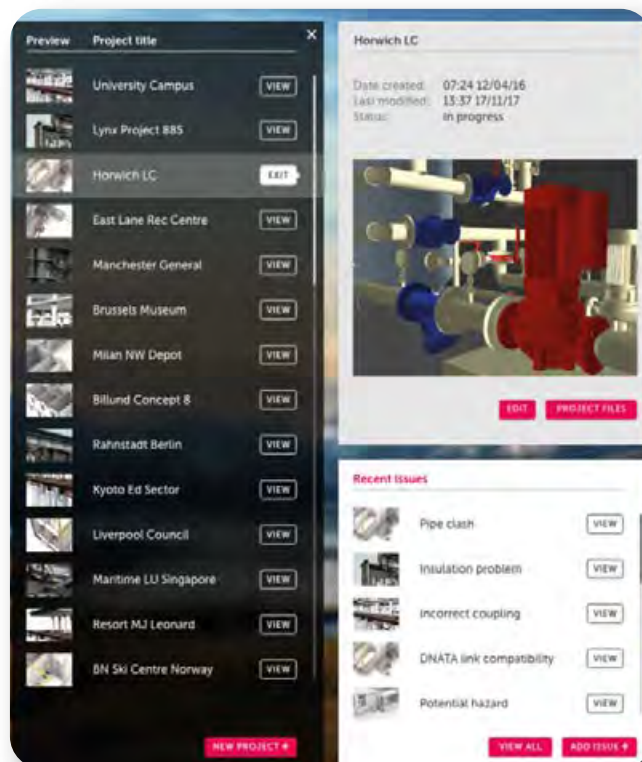 Preview Project title ×
University Campus VIEW
Lynx Project 885 VIEW
Horwich LC EXIT
East Lane Rec Centre VIEW
Manchester General VIEW
Brussels Museum VIEW
Milan NW Depot VIEW
Billund Concept 8 VIEW
Rahnstadt Berlin VIEW
Kyoto Ed Sector VIEW
Liverpool Council VIEW
Maritime LU Singapore VIEW
Resort MJ Leonard VIEW
BN Ski Centre Norway VIEW
NEW PROJECT +
Horwich LC
Date created: 07:24 12/04/16
Last modified: 13:37 17/11/17
Status: In progress
EDIT PROJECT FILES
Recent Issues
Pipe clash VIEW
Insulation problem VIEW
Incorrect coupling VIEW
DNATA link compatibility VIEW
Potential hazard VIEW
VIEW ALL ADD ISSUE +